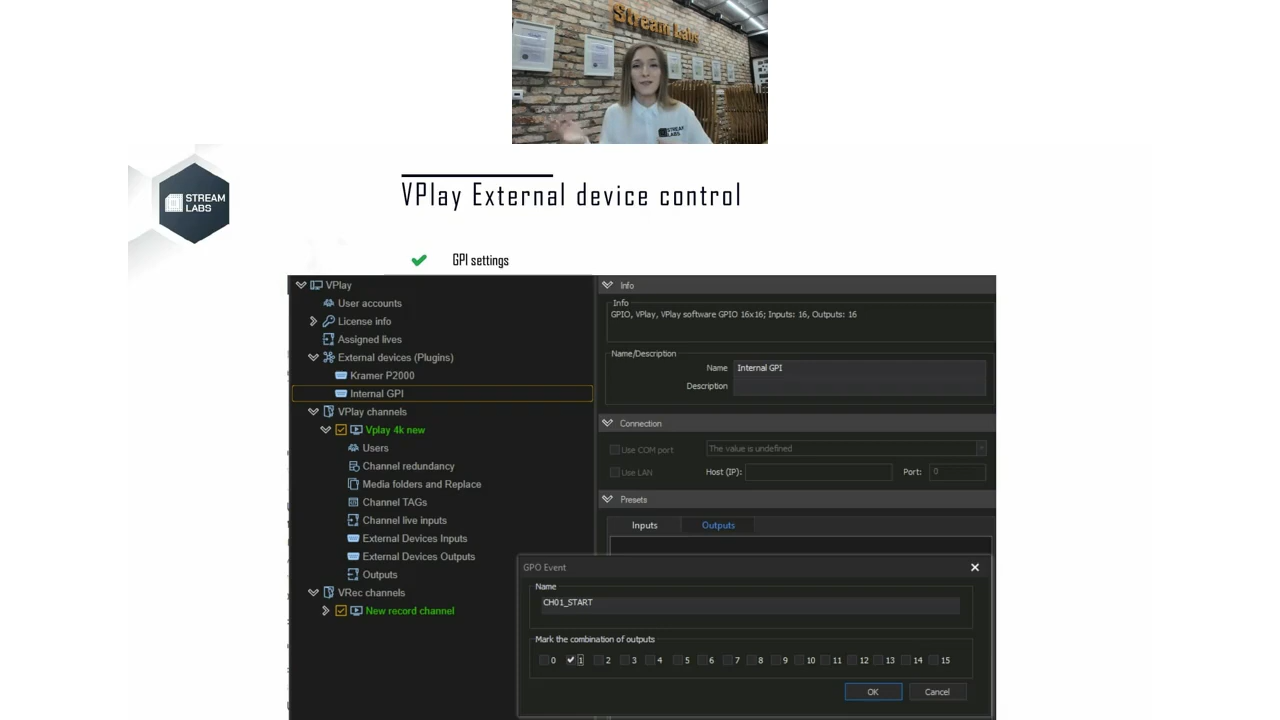 Stream Labs
STREAM
LABS
STREAM
LABS
VPlay External device control
GPI settings
VPlay
User accounts
License info
Assigned lives
External devices (Plugins)
Kramer P2000
Internal GPI
VPlay channels
Vplay 4k new
Users
Channel redundancy
Media folders and Replace
Channel TAGs
Channel live inputs
External Devices Inputs
External Devices Outputs
Outputs
VRec channels
New record channel
Info
Info
GPIO, VPlay, VPlay software GPIO 16x16; Inputs: 16, Outputs: 16
Name/Description
Name Internal GPI
Description
Connection
Use COM port The value is undefined
Use LAN Host (IP): Port: 0
Presets
Inputs Outputs
GPO Event
Name
CH01_START
Mark the combination of outputs
0 1 2 3 4 5 6 7 8 9 10 11 12 13 14 15
OK Cancel